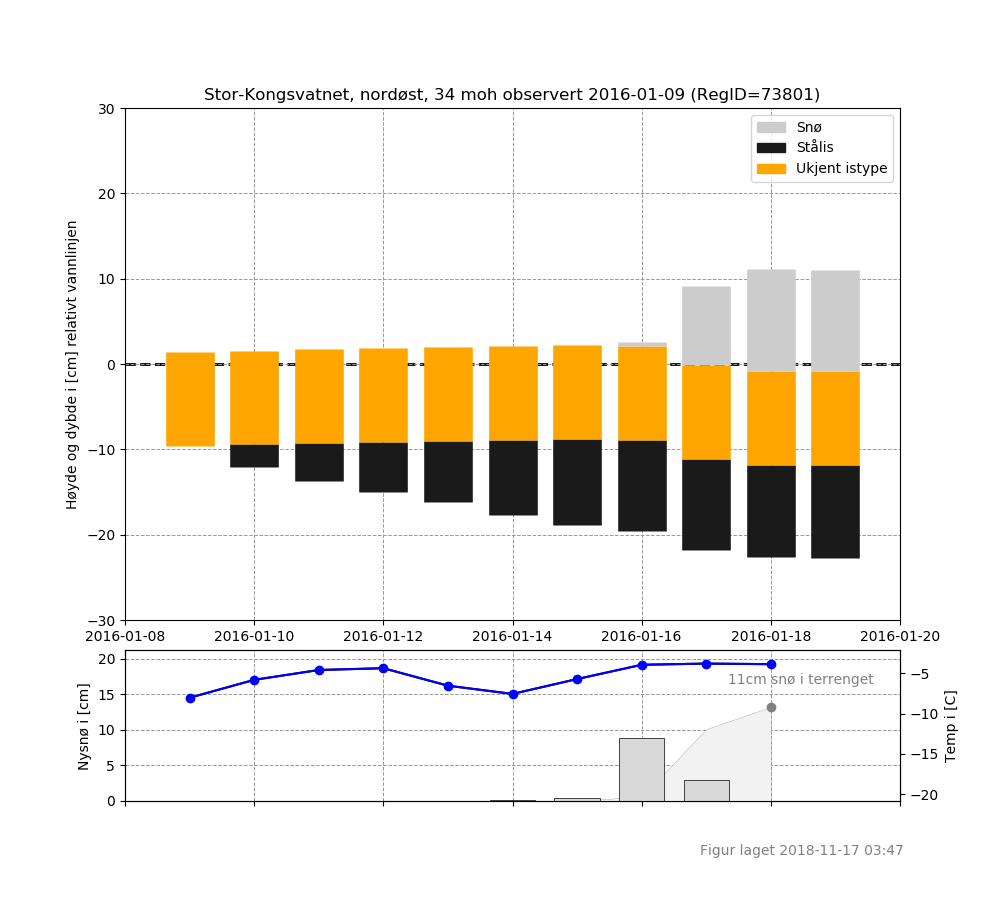 Stor-Kongsvatnet, nordøst, 34 moh observert 2016-01-09 (RegID=73801)
Snø
Stålis
Ukjent istype
Høyde og dybde i [cm] relativt vannlinjen
30
20
10
0
−10
−20
−30
2016-01-08 2016-01-10 2016-01-12 2016-01-14 2016-01-16 2016-01-18 2016-01-20
Nysnø i [cm]
20
15
10
5
0
11cm snø i terrenget
−5
−10
−15
−20
Temp i [C]
Figur laget 2018-11-17 03:47